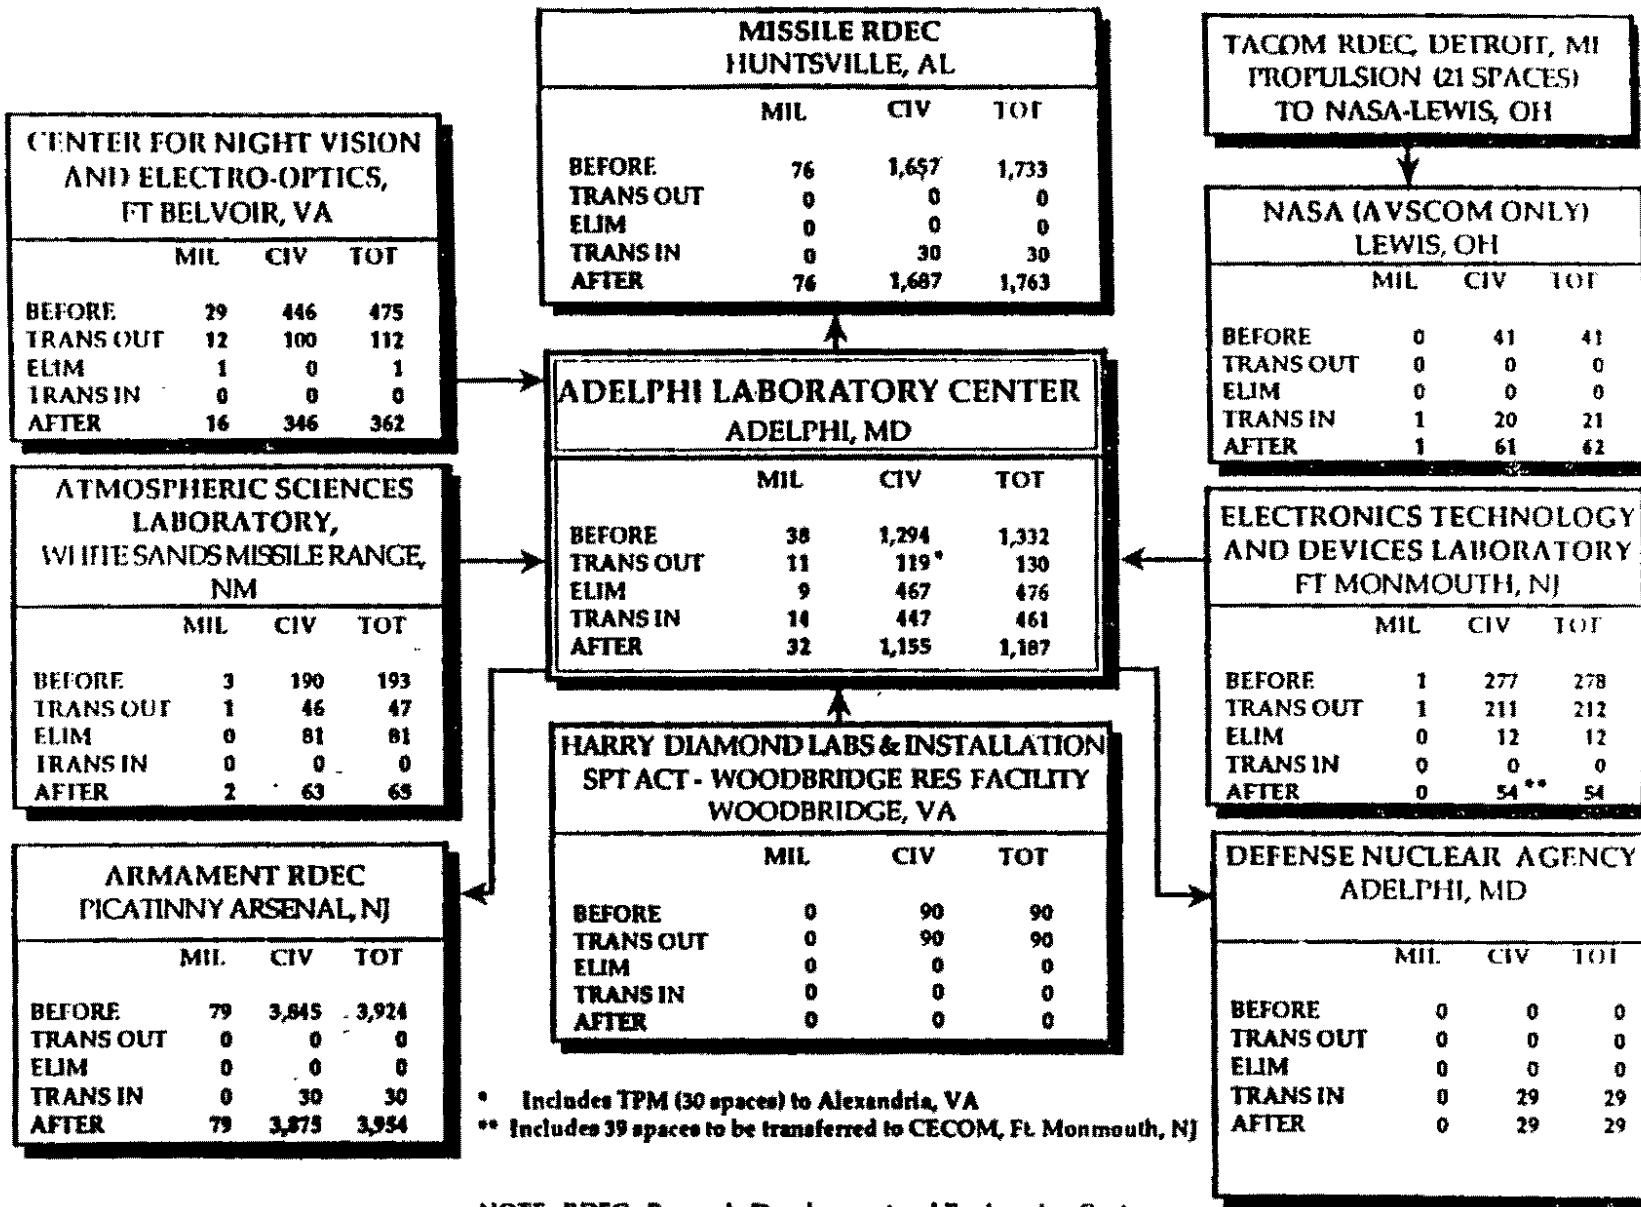 MISSILE RDEC
HUNTSVILLE, AL
MIL CIV TOT
BEFORE 76 1,657 1,733
TRANS OUT 0 0 0
ELIM 0 0 0
TRANS IN 0 30 30
AFTER 76 1,687 1,763
TACOM RDEC, DETROIT, MI
PROPULSION (21 SPACES)
TO NASA-LEWIS, OH
CENTER FOR NIGHT VISION
AND ELECTRO-OPTICS,
FT BELVOIR, VA
MIL CIV TOT
BEFORE 29 446 475
TRANS OUT 12 100 112
ELIM 1 0 1
TRANS IN 0 0 0
AFTER 16 346 362
NASA (AVSCOM ONLY)
LEWIS, OH
MIL CIV TOT
BEFORE 0 41 41
TRANS OUT 0 0 0
ELIM 0 0 0
TRANS IN 1 20 21
AFTER 1 61 62
ADELPHI LABORATORY CENTER
ADELPHI, MD
MIL CIV TOT
BEFORE 38 1,294 1,332
TRANS OUT 11 119* 130
ELIM 9 467 476
TRANS IN 14 447 461
AFTER 32 1,155 1,187
ATMOSPHERIC SCIENCES
LABORATORY,
WHITE SANDS MISSILE RANGE,
NM
MIL CIV TOT
BEFORE 3 190 193
TRANS OUT 1 46 47
ELIM 0 81 81
TRANS IN 0 0 0
AFTER 2 63 65
ELECTRONICS TECHNOLOGY
AND DEVICES LABORATORY
FT MONMOUTH, NJ
MIL CIV TOT
BEFORE 1 277 278
TRANS OUT 1 211 212
ELIM 0 12 12
TRANS IN 0 0 0
AFTER 0 54** 54
HARRY DIAMOND LABS & INSTALLATION
SPT ACT - WOODBRIDGE RES FACILITY
WOODBRIDGE, VA
MIL CIV TOT
BEFORE 0 90 90
TRANS OUT 0 90 90
ELIM 0 0 0
TRANS IN 0 0 0
AFTER 0 0 0
ARMAMENT RDEC
PICATINNY ARSENAL, NJ
MIL CIV TOT
BEFORE 79 3,845 3,924
TRANS OUT 0 0 0
ELIM 0 0 0
TRANS IN 0 30 30
AFTER 79 3,875 3,954
DEFENSE NUCLEAR AGENCY
ADELPHI, MD
MIL CIV TOT
BEFORE 0 0 0
TRANS OUT 0 0 0
ELIM 0 0 0
TRANS IN 0 29 29
AFTER 0 29 29
* Includes TPM (30 spaces) to Alexandria, VA
** Includes 39 spaces to be transferred to CECOM, Ft. Monmouth, NJ